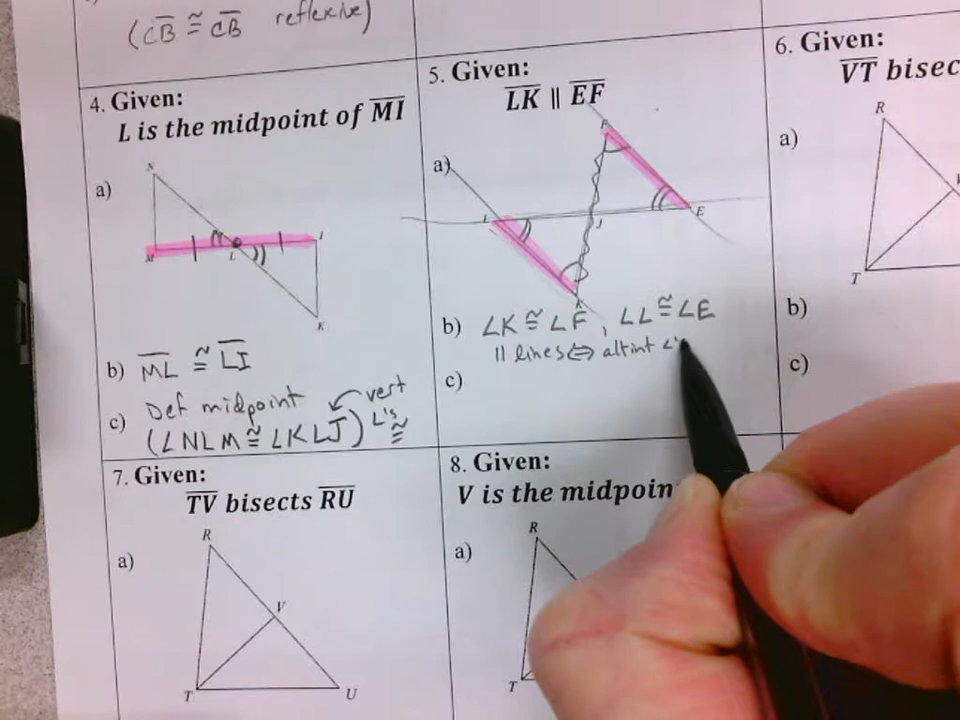 (CB ≅ CB reflexive)
4. Given:
L is the midpoint of MI
a)
N
M
L
I
K
b) ML ≅ LI
c) Def midpoint
vert
(∠NLM ≅ ∠KLJ) ∠'s
≅
5. Given:
LK ∥ EF
a)
F
L
J
E
K
b) ∠K ≅ ∠F, ∠L ≅ ∠E
∥ lines ⇔ alt int ∠'s
c)
6. Given:
VT bisec
a)
R
T
b)
c)
7. Given:
TV bisects RU
a)
R
V
T
U
8. Given:
V is the midpoin
a)
R
T